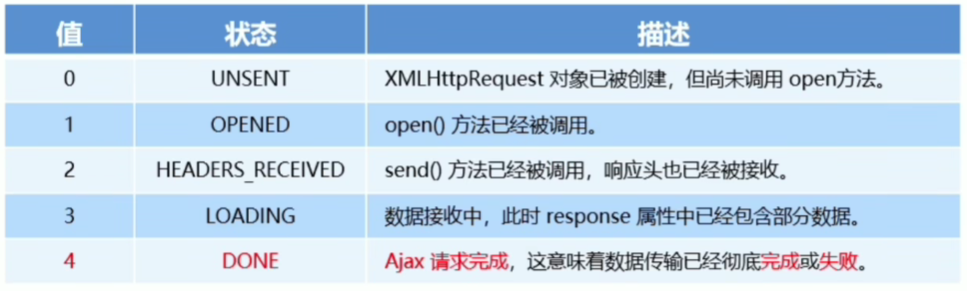 值 状态 描述
0 UNSENT XMLHttpRequest 对象已被创建，但尚未调用 open方法。
1 OPENED open() 方法已经被调用。
2 HEADERS_RECEIVED send() 方法已经被调用，响应头也已经被接收。
3 LOADING 数据接收中，此时 response 属性中已经包含部分数据。
4 DONE Ajax 请求完成，这意味着数据传输已经彻底完成或失败。